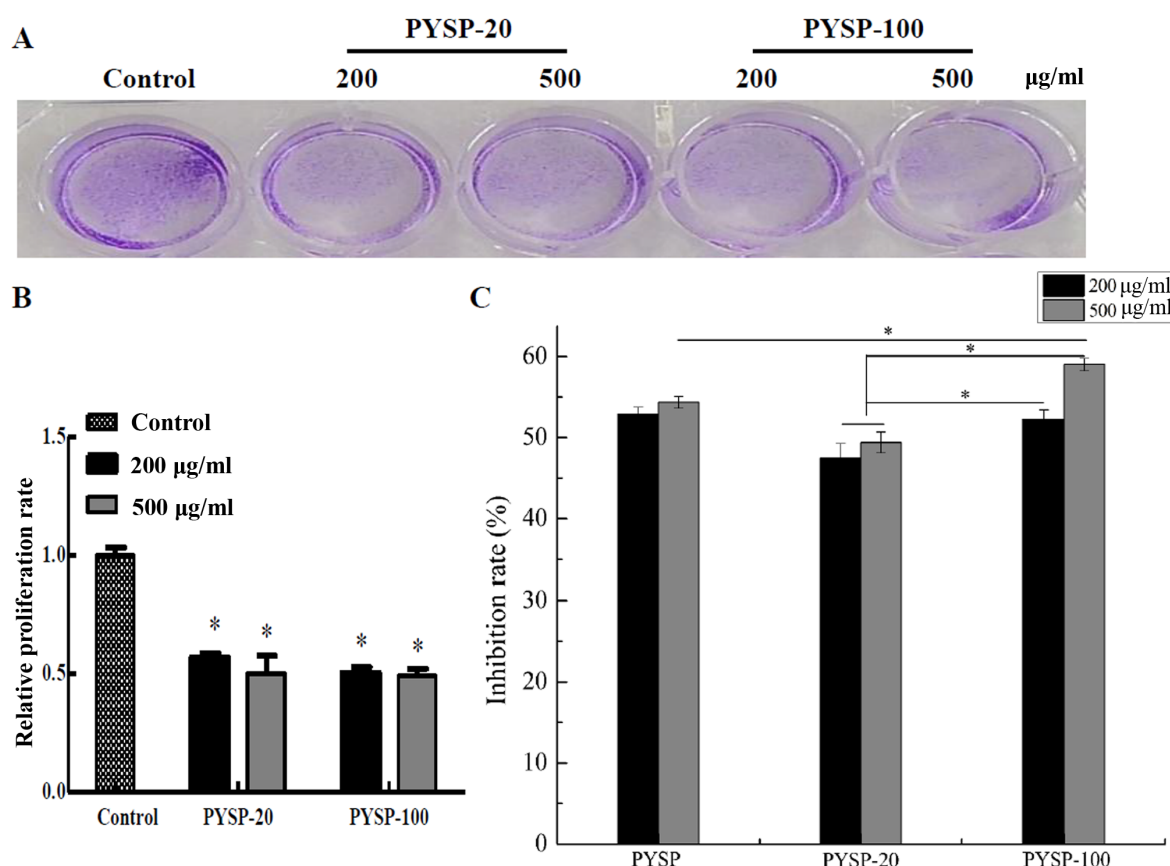 A
PYSP-20 PYSP-100
Control 200 500 200 500 μg/ml
B
Control
200 μg/ml
500 μg/ml
Relative proliferation rate
1.5
1.0
0.5
0.0
* * * *
Control PYSP-20 PYSP-100
C
200 μg/ml
500 μg/ml
Inhibition rate (%)
60
50
40
30
20
10
0
*
*
*
PYSP PYSP-20 PYSP-100